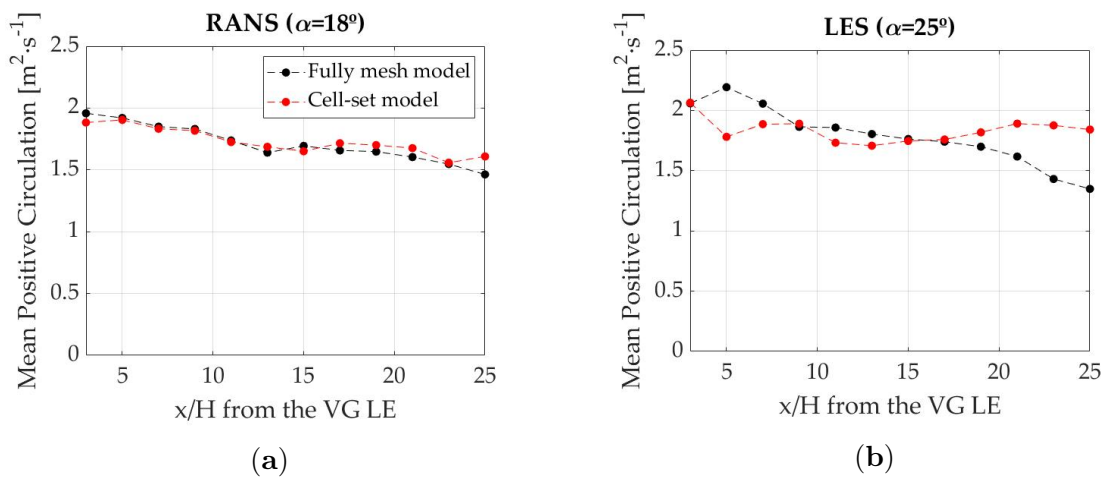 RANS (α=18º)
Mean Positive Circulation [m²·s⁻¹]
2.5
2
1.5
1
0.5
0
Fully mesh model
Cell-set model
5 10 15 20 25
x/H from the VG LE
(a)
LES (α=25º)
Mean Positive Circulation [m²·s⁻¹]
2.5
2
1.5
1
0.5
0
5 10 15 20 25
x/H from the VG LE
(b)